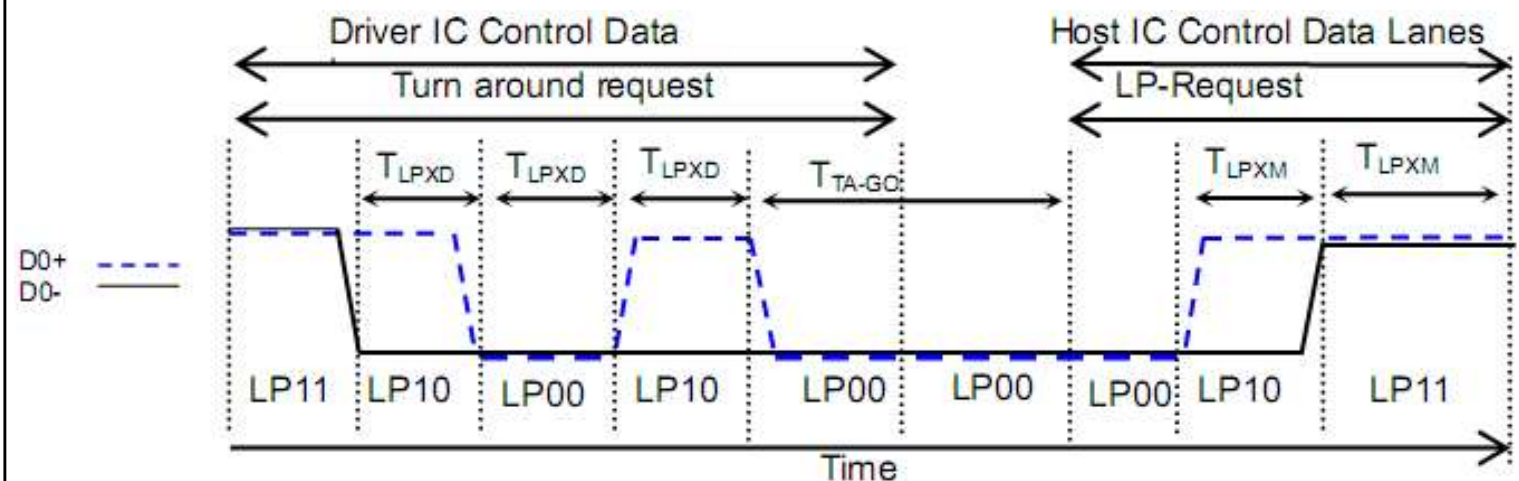 Driver IC Control Data Host IC Control Data Lanes
Turn around request LP-Request
TLPXD TLPXD TLPXD TTA-GO TLPXM TLPXM
D0+
D0-
LP11 LP10 LP00 LP10 LP00 LP00 LP00 LP10 LP11
Time